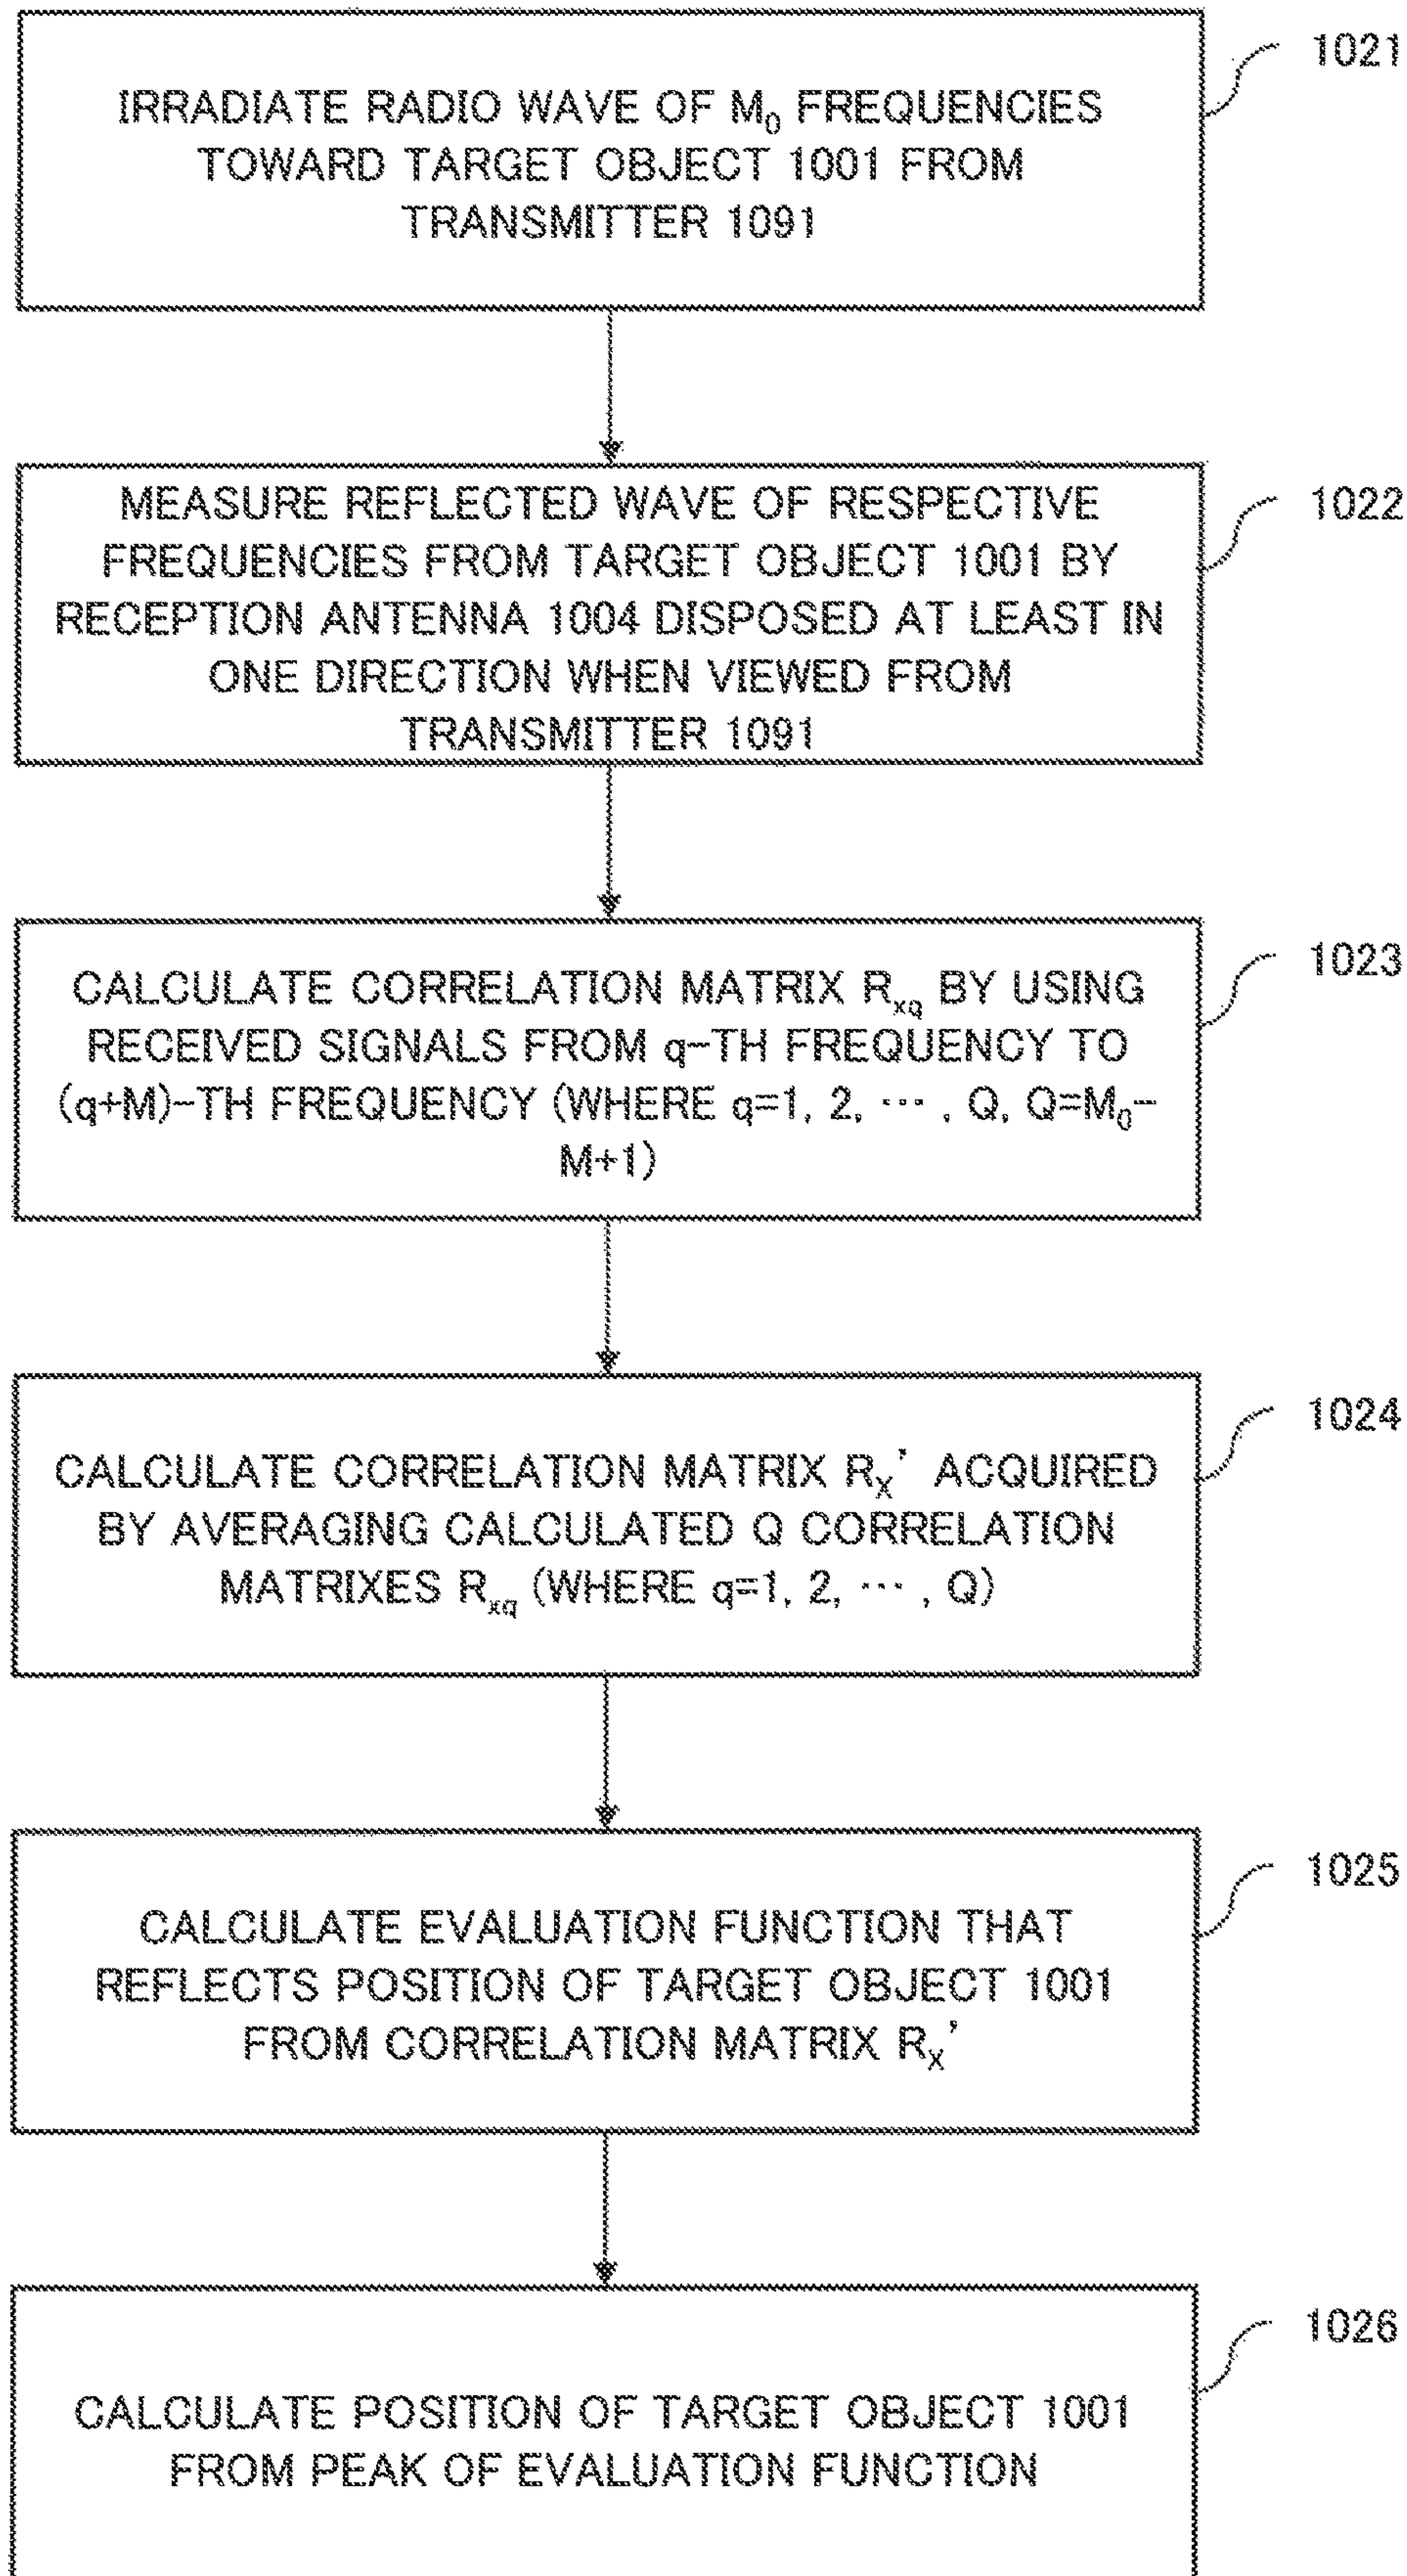 IRRADIATE RADIO WAVE OF M₀ FREQUENCIES
TOWARD TARGET OBJECT 1001 FROM
TRANSMITTER 1091
1021
MEASURE REFLECTED WAVE OF RESPECTIVE
FREQUENCIES FROM TARGET OBJECT 1001 BY
RECEPTION ANTENNA 1004 DISPOSED AT LEAST IN
ONE DIRECTION WHEN VIEWED FROM
TRANSMITTER 1091
1022
CALCULATE CORRELATION MATRIX Rxq BY USING
RECEIVED SIGNALS FROM q-TH FREQUENCY TO
(q+M)-TH FREQUENCY (WHERE q=1, 2, ⋯ , Q, Q=M₀-
M+1)
1023
CALCULATE CORRELATION MATRIX RX' ACQUIRED
BY AVERAGING CALCULATED Q CORRELATION
MATRIXES Rxq (WHERE q=1, 2, ⋯ , Q)
1024
CALCULATE EVALUATION FUNCTION THAT
REFLECTS POSITION OF TARGET OBJECT 1001
FROM CORRELATION MATRIX RX'
1025
CALCULATE POSITION OF TARGET OBJECT 1001
FROM PEAK OF EVALUATION FUNCTION
1026